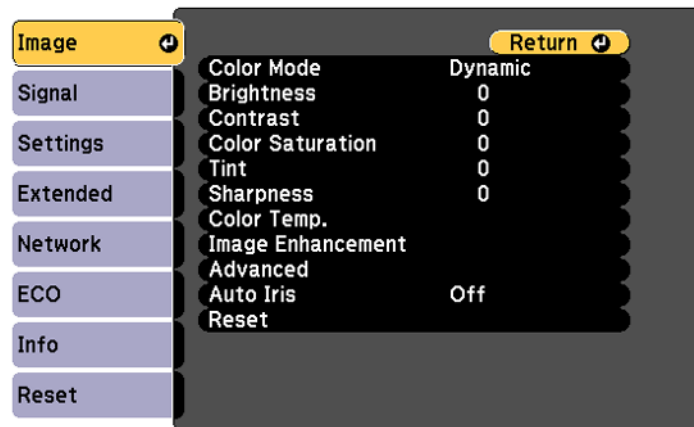 Image
Signal
Settings
Extended
Network
ECO
Info
Reset
Return
Color Mode Dynamic
Brightness 0
Contrast 0
Color Saturation 0
Tint 0
Sharpness 0
Color Temp.
Image Enhancement
Advanced
Auto Iris Off
Reset